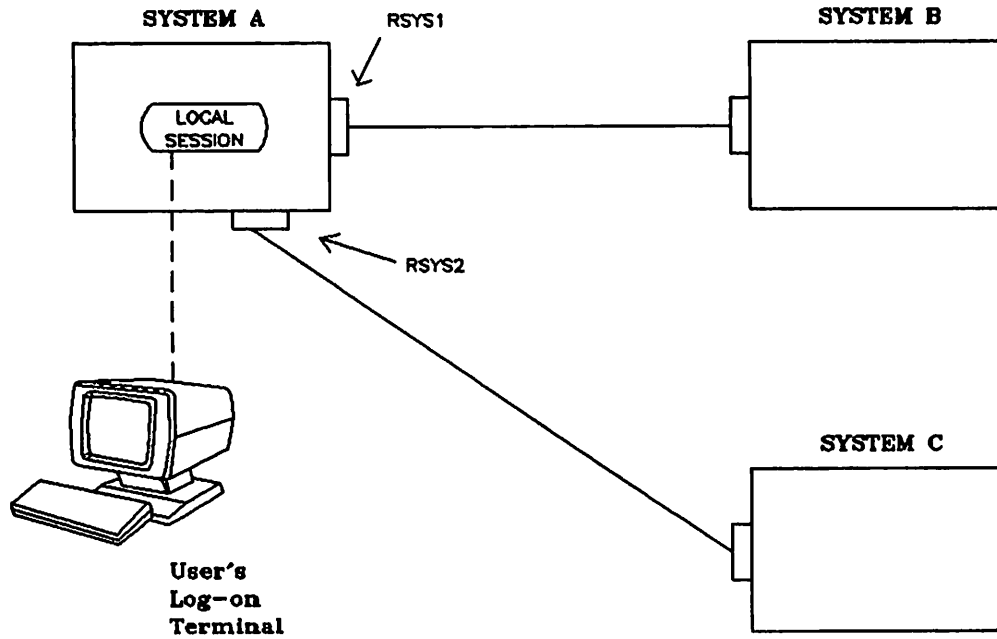 SYSTEM A
RSYS1
SYSTEM B
LOCAL
SESSION
RSYS2
SYSTEM C
User's
Log-on
Terminal